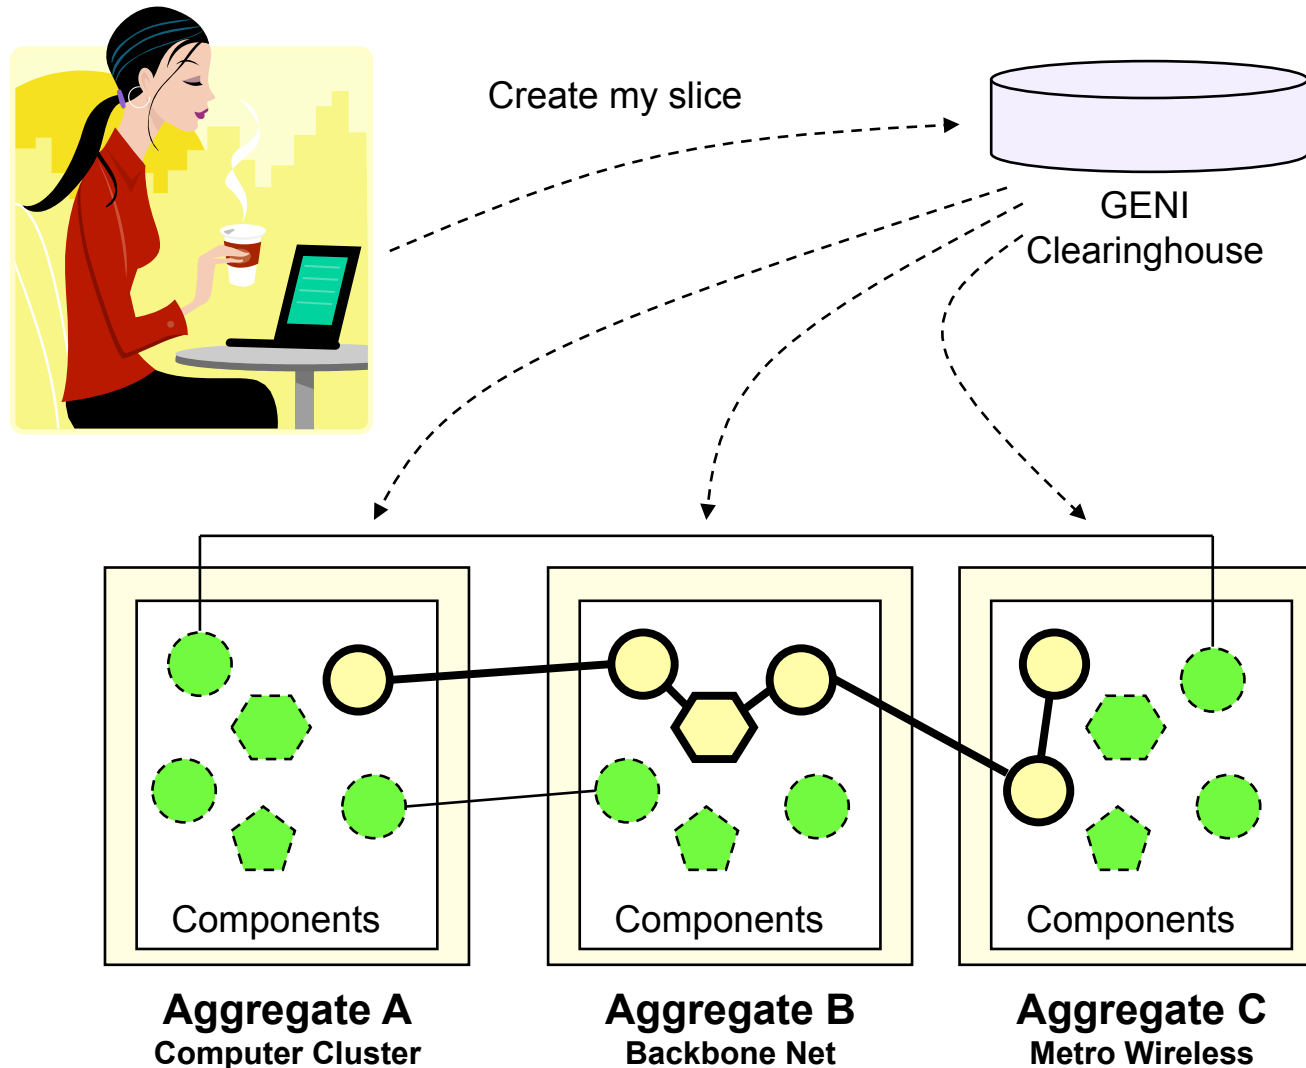 Create my slice
GENI
Clearinghouse
Components
Components
Components
Aggregate A
Computer Cluster
Aggregate B
Backbone Net
Aggregate C
Metro Wireless